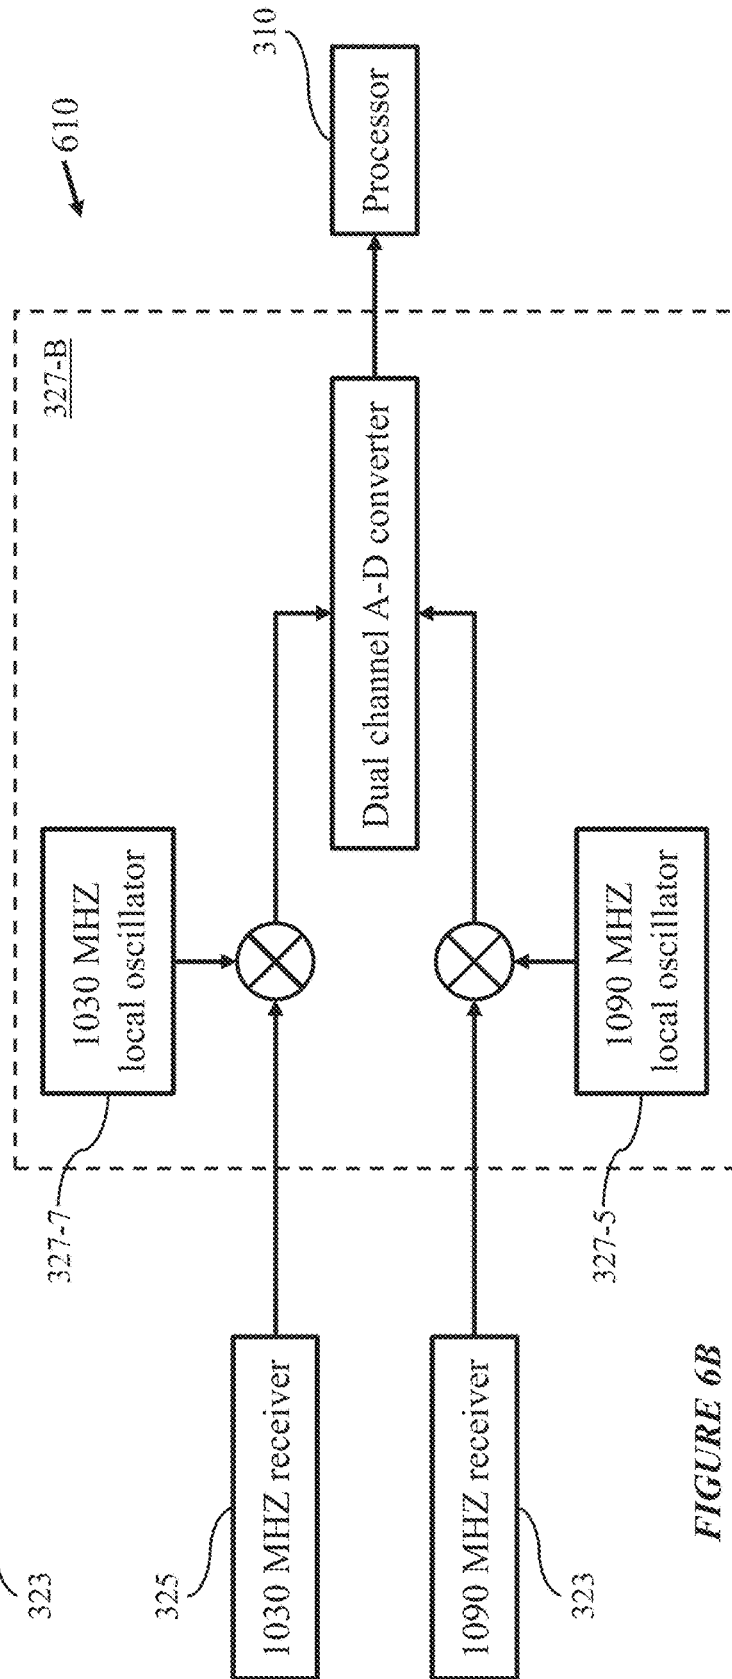 323
610
327-B
327-7
1030 MHZ
local oscillator
325
1030 MHZ receiver
Dual channel A-D converter
Processor
310
1090 MHZ receiver
323
1090 MHZ
local oscillator
327-5
FIGURE 6B